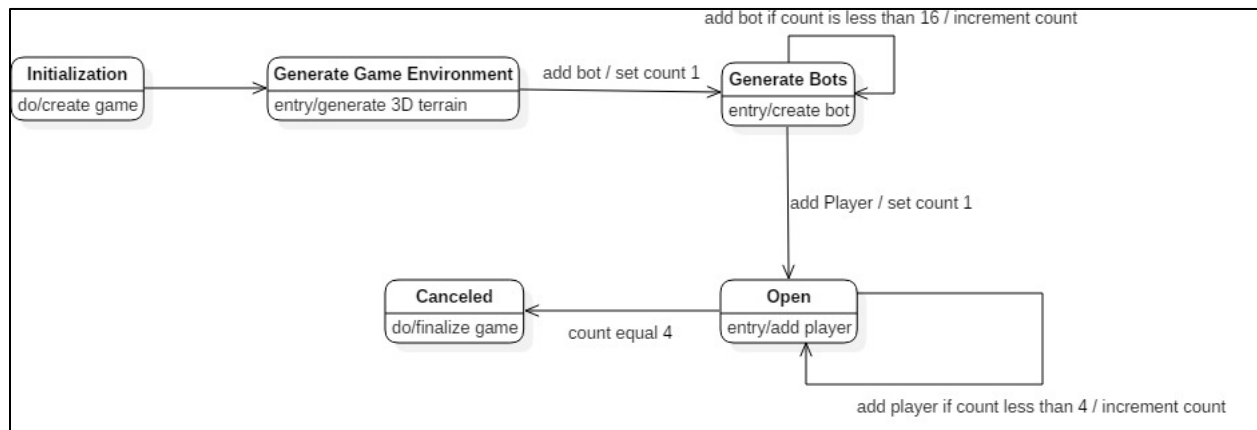 add bot if count is less than 16 / increment count
Initialization
do/create game
Generate Game Environment
entry/generate 3D terrain
add bot / set count 1
Generate Bots
entry/create bot
add Player / set count 1
Canceled
do/finalize game
count equal 4
Open
entry/add player
add player if count less than 4 / increment count